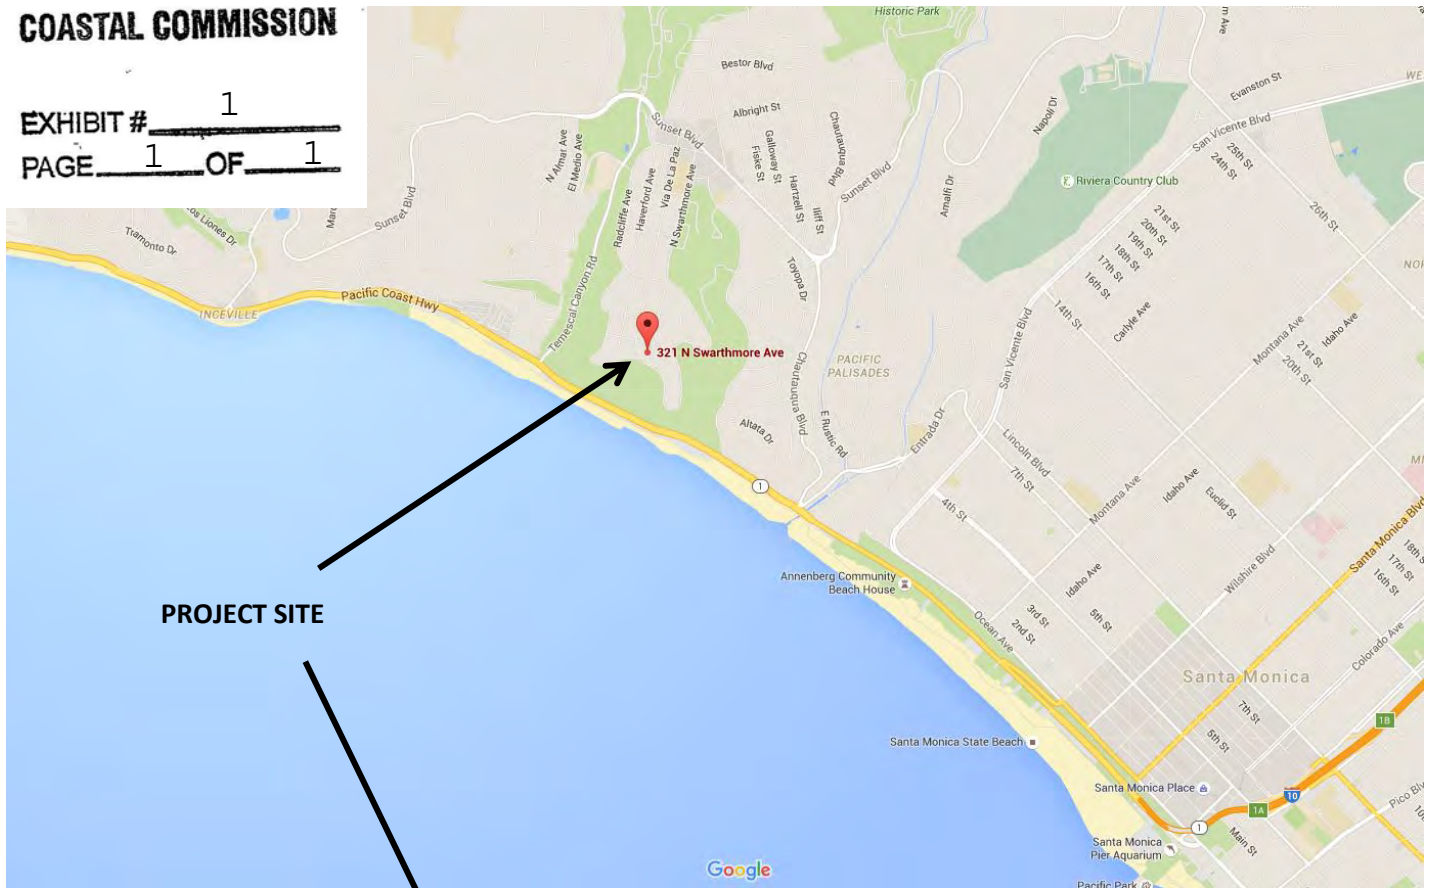 COASTAL COMMISSION
EXHIBIT # 1
PAGE 1 OF 1
Historic Park
Bestor Blvd
Albright St
Evanston St
San Vicente Blvd
Napoli Dr
Chautauqua Blvd
Galloway St
Fiske St
Hartzell St
Iliff St
Sunset Blvd
N Almar Ave
El Medio Ave
Sunset Blvd
Radcliffe Ave
Haverford Ave
Via De La Paz
N Swarthmore Ave
Sunset Blvd
Amalfi Dr
Riviera Country Club
25th St
24th St
26th St
21st St
20th St
19th St
18th St
17th St
16th St
14th St
Carlyle Ave
Tramonto Dr
INCEVILLE
Pacific Coast Hwy
Temescal Canyon Rd
Toyopa Dr
321 N Swarthmore Ave
PACIFIC
PALISADES
San Vicente Blvd
Montana Ave
Idaho Ave
21st St
20th St
Altata Dr
Chautauqua Blvd
E Rustic Rd
Entrada Dr
Lincoln Blvd
7th St
Montana Ave
Idaho Ave
Euclid St
1
4th St
Santa Monica Blvd
18th S
17th St
16th St
Wilshire Blvd
Annenberg Community
Beach House
Idaho Ave
5th St
3rd St
2nd St
Ocean Ave
Colorado Ave
PROJECT SITE
Santa Monica
7th St
5th St
1B
Santa Monica State Beach
Santa Monica Place
10
1A
1
Main St
Pico Blv
Santa Monica
Pier Aquarium
Google
Pacific Park